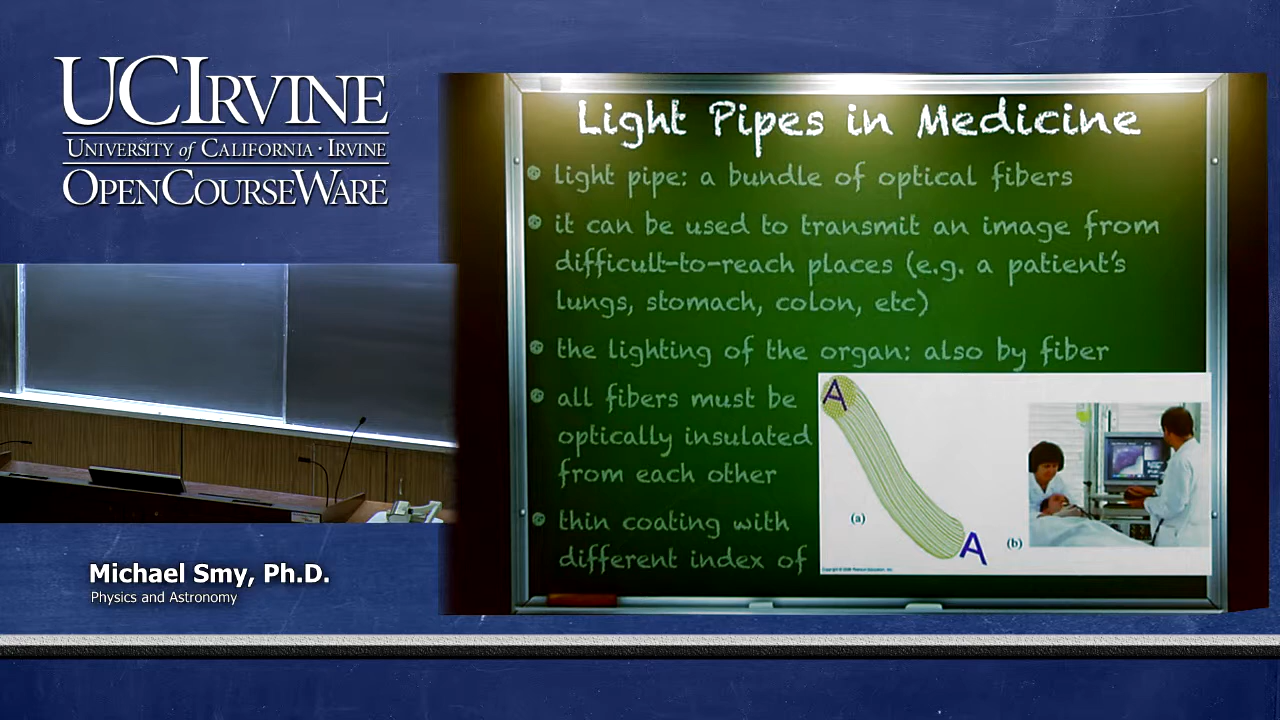 UCIRVINE
UNIVERSITY of CALIFORNIA · IRVINE
OPENCOURSEWARE
Michael Smy, Ph.D.
Physics and Astronomy
Light Pipes in Medicine
light pipe: a bundle of optical fibers
it can be used to transmit an image from
difficult-to-reach places (e.g. a patient's
lungs, stomach, colon, etc)
the lighting of the organ: also by fiber
all fibers must be
optically insulated
from each other
thin coating with
different index of
A
A
(a)
(b)